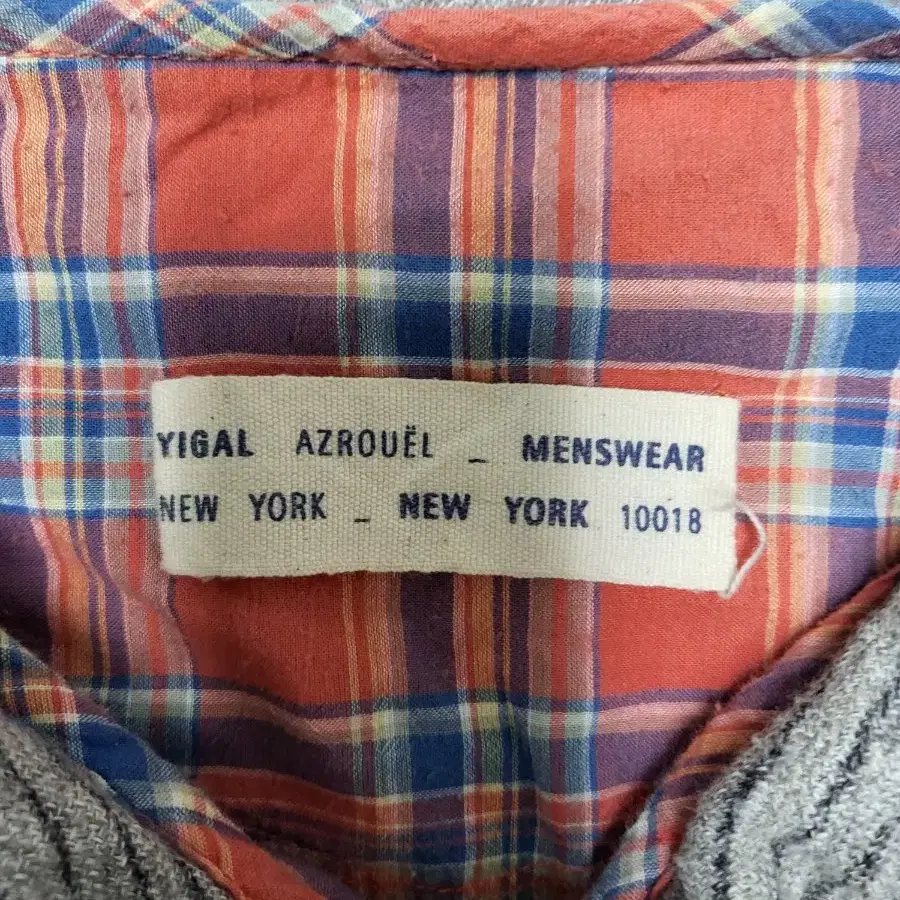 YIGAL AZROUËL _ MENSWEAR
NEW YORK _ NEW YORK 10018